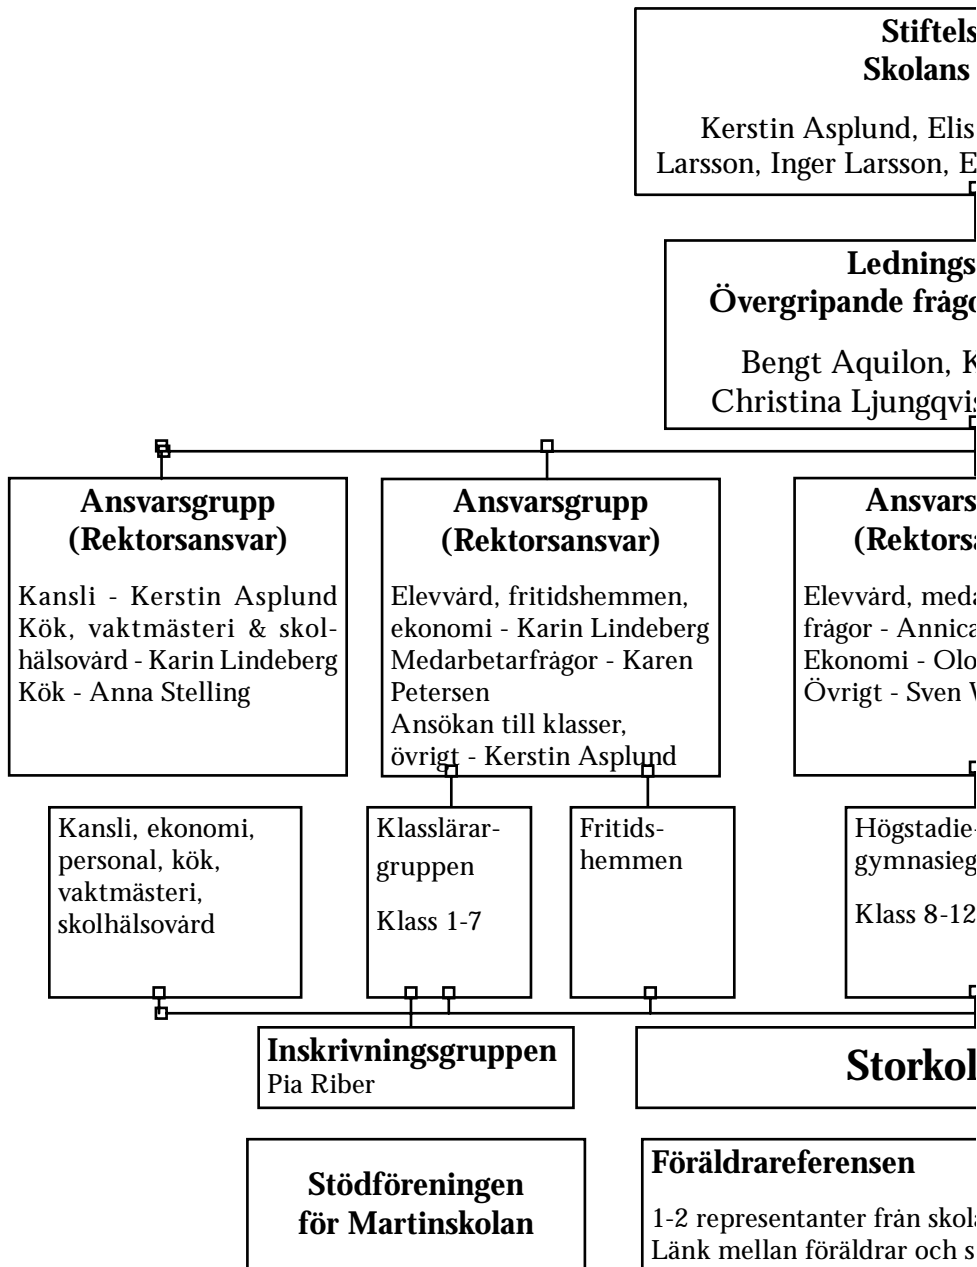 Stiftels
Skolans
Kerstin Asplund, Elis
Larsson, Inger Larsson, E
Lednings
Övergripande frågo
Bengt Aquilon, K
Christina Ljungqvis
Ansvarsgrupp
(Rektorsansvar)
Kansli - Kerstin Asplund
Kök, vaktmästeri & skol-
hälsovård - Karin Lindeberg
Kök - Anna Stelling
Ansvarsgrupp
(Rektorsansvar)
Elevvård, fritidshemmen,
ekonomi - Karin Lindeberg
Medarbetarfrågor - Karen
Petersen
Ansökan till klasser,
övrigt - Kerstin Asplund
Ansvars
(Rektorsa
Elevvård, meda
frågor - Annica
Ekonomi - Olo
Övrigt - Sven
Kansli, ekonomi,
personal, kök,
vaktmästeri,
skolhälsovård
Klasslärar-
gruppen
Klass 1-7
Fritids-
hemmen
Högstadie-
gymnasieg
Klass 8-12
Inskrivningsgruppen
Pia Riber
Storkol
Stödföreningen
för Martinskolan
Föräldrareferensen
1-2 representanter från skola
Länk mellan föräldrar och s